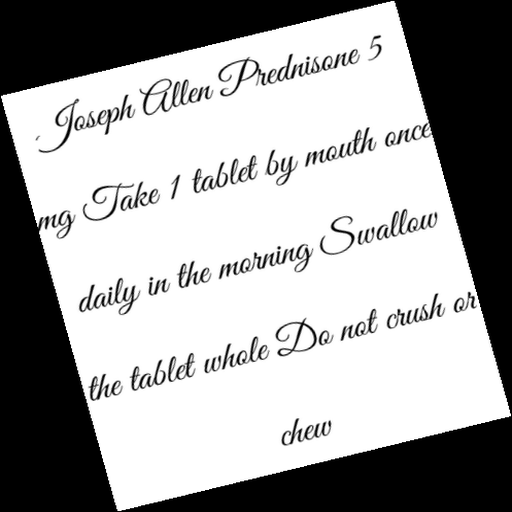 Joseph Allen Prednisone 5
mg Take 1 tablet by mouth once
daily in the morning Swallow
the tablet whole Do not crush or
chew